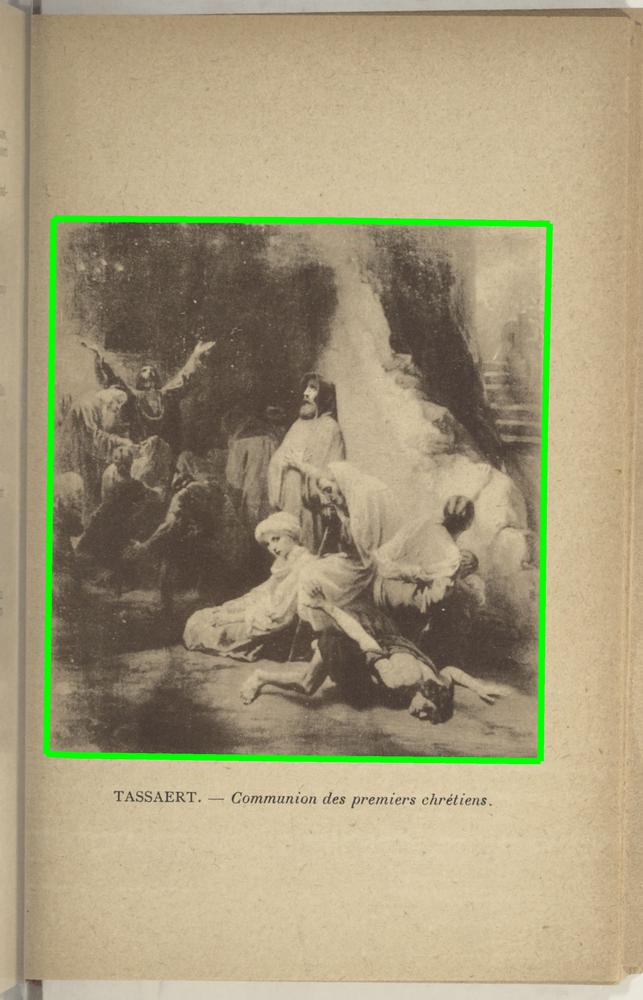 TASSAERT. — Communion des premiers chrétiens.